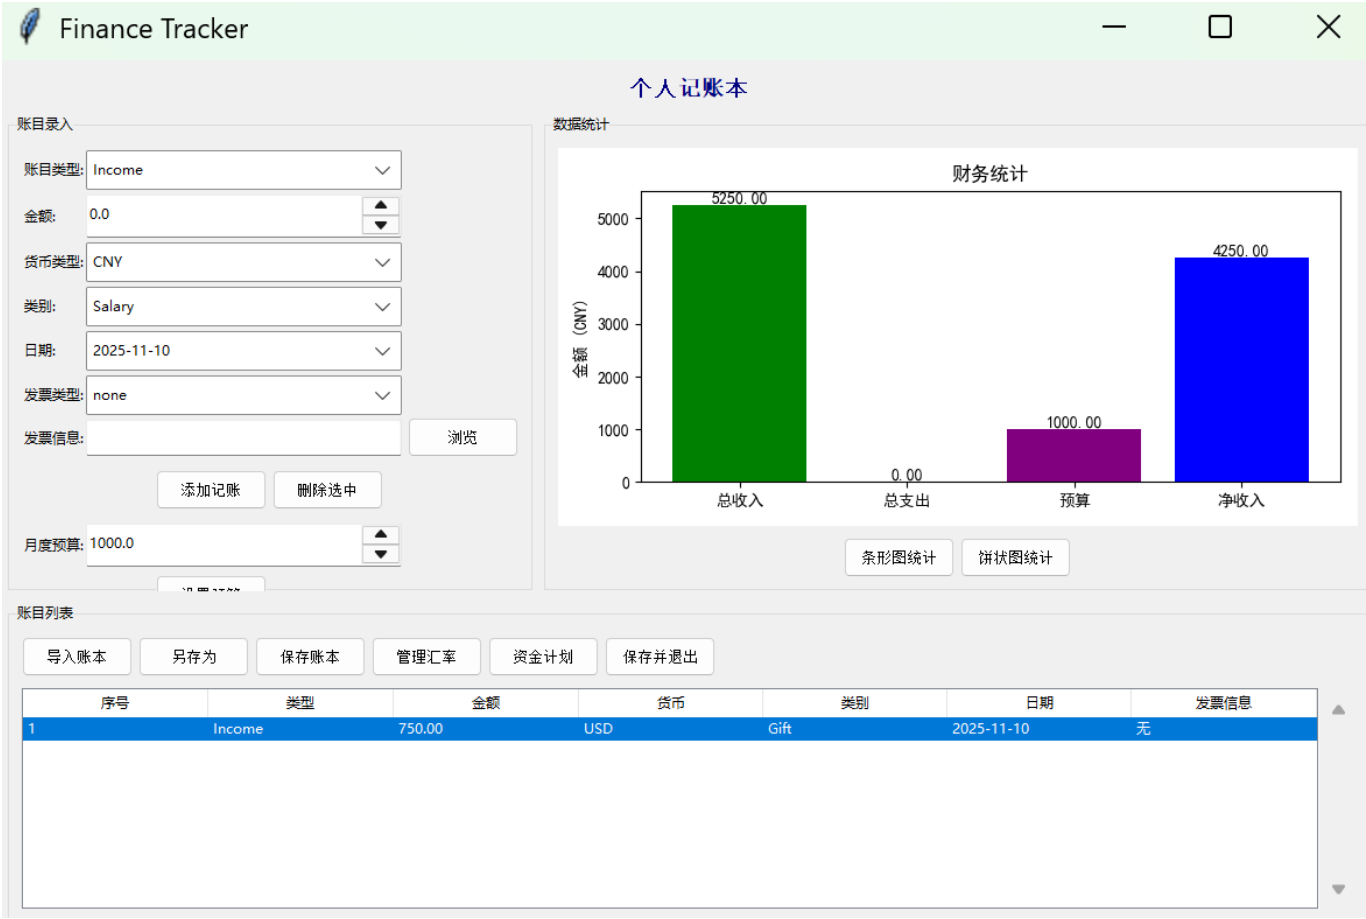 Finance Tracker
个人记账本
账目录入
账目类型: Income
金额: 0.0
货币类型: CNY
类别: Salary
日期: 2025-11-10
发票类型: none
发票信息: 浏览
添加记账 删除选中
月度预算: 1000.0
数据统计
财务统计
金额 (CNY)
5000
4000
3000
2000
1000
0
5250.00
0.00
1000.00
4250.00
总收入 总支出 预算 净收入
条形图统计 饼状图统计
账目列表
导入账本 另存为 保存账本 管理汇率 资金计划 保存并退出
序号 类型 金额 货币 类别 日期 发票信息
1 Income 750.00 USD Gift 2025-11-10 无